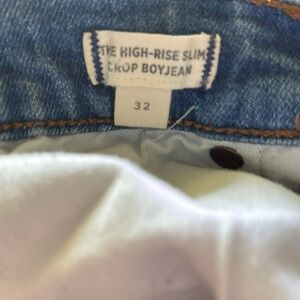 THE HIGH-RISE SLIM
CROP BOYJEAN
32